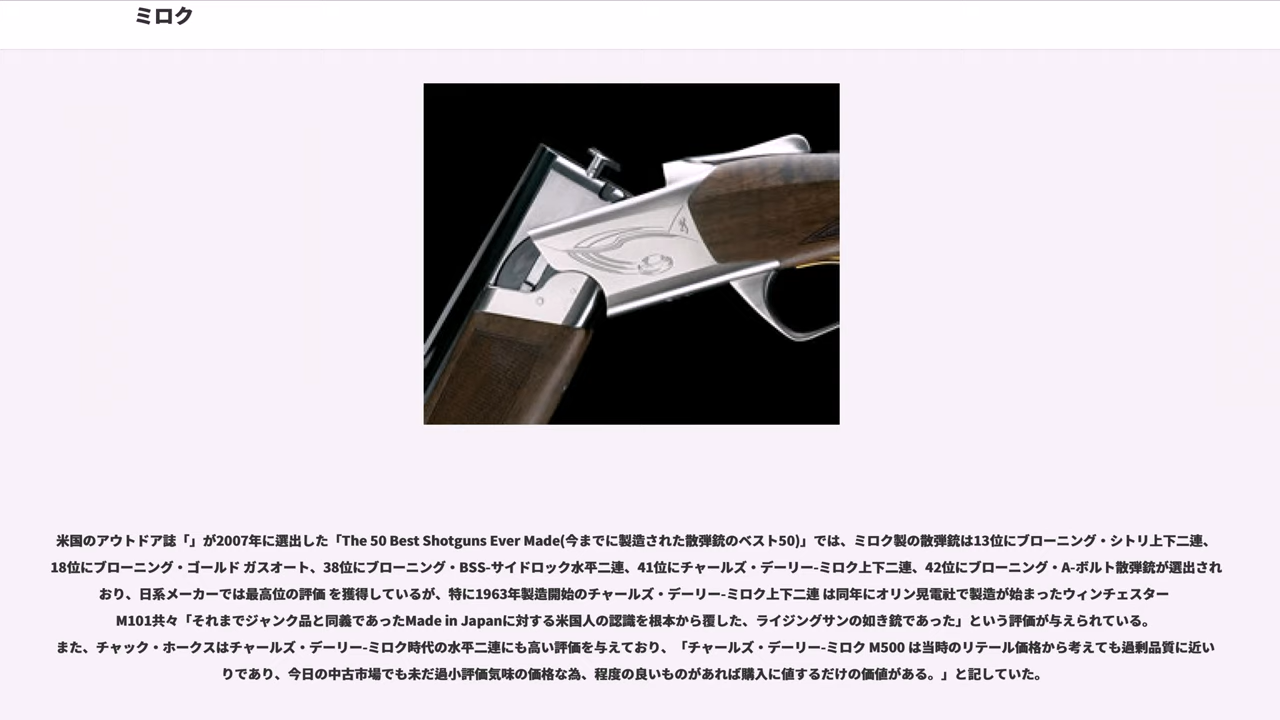 ミロク
米国のアウトドア誌「」が2007年に選出した「The 50 Best Shotguns Ever Made(今までに製造された散弾銃のベスト50)」では、ミロク製の散弾銃は13位にブローニング・シトリ上下二連、
18位にブローニング・ゴールド ガスオート、38位にブローニング・BSS-サイドロック水平二連、41位にチャールズ・デーリー-ミロク上下二連、42位にブローニング・A-ボルト散弾銃が選出され
おり、日系メーカーでは最高位の評価 を獲得しているが、特に1963年製造開始のチャールズ・デーリー-ミロク上下二連 は同年にオリン晃電社で製造が始まったウィンチェスター
M101共々「それまでジャンク品と同義であったMade in Japanに対する米国人の認識を根本から覆した、ライジングサンの如き銃であった」という評価が与えられている。
また、チャック・ホークスはチャールズ・デーリー-ミロク時代の水平二連にも高い評価を与えており、「チャールズ・デーリー-ミロク M500 は当時のリテール価格から考えても過剰品質に近い
りであり、今日の中古市場でも未だ過小評価気味の価格な為、程度の良いものがあれば購入に値するだけの価値がある。」と記していた。